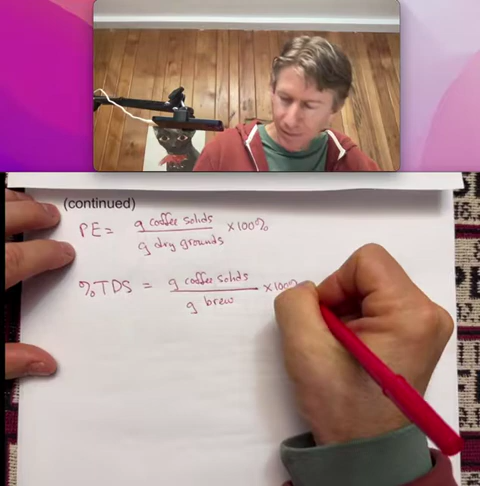 (continued)
PE = g coffee solids / g dry grounds ×100%
%TDS = g coffee solids / g brew ×100%